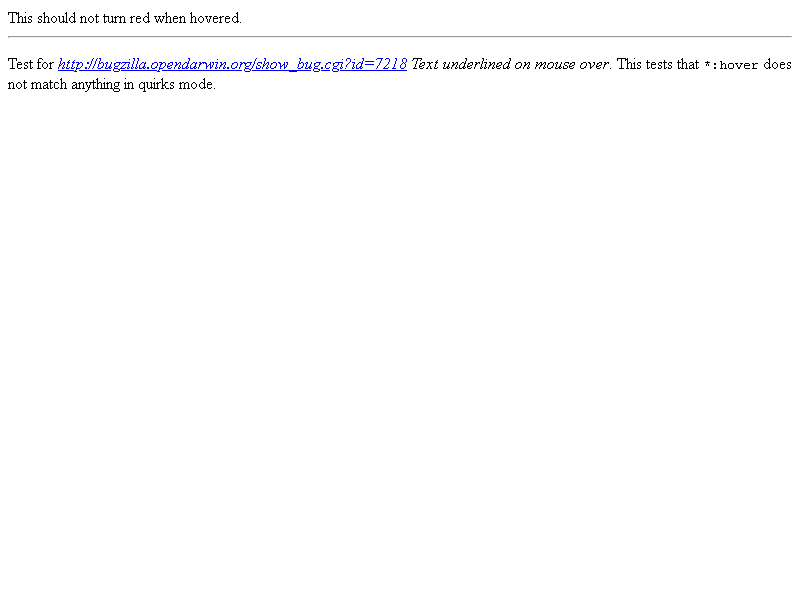 This should not turn red when hovered.
Test for http://bugzilla.opendarwin.org/show_bug.cgi?id=7218 Text underlined on mouse over. This tests that *:hover does
not match anything in quirks mode.